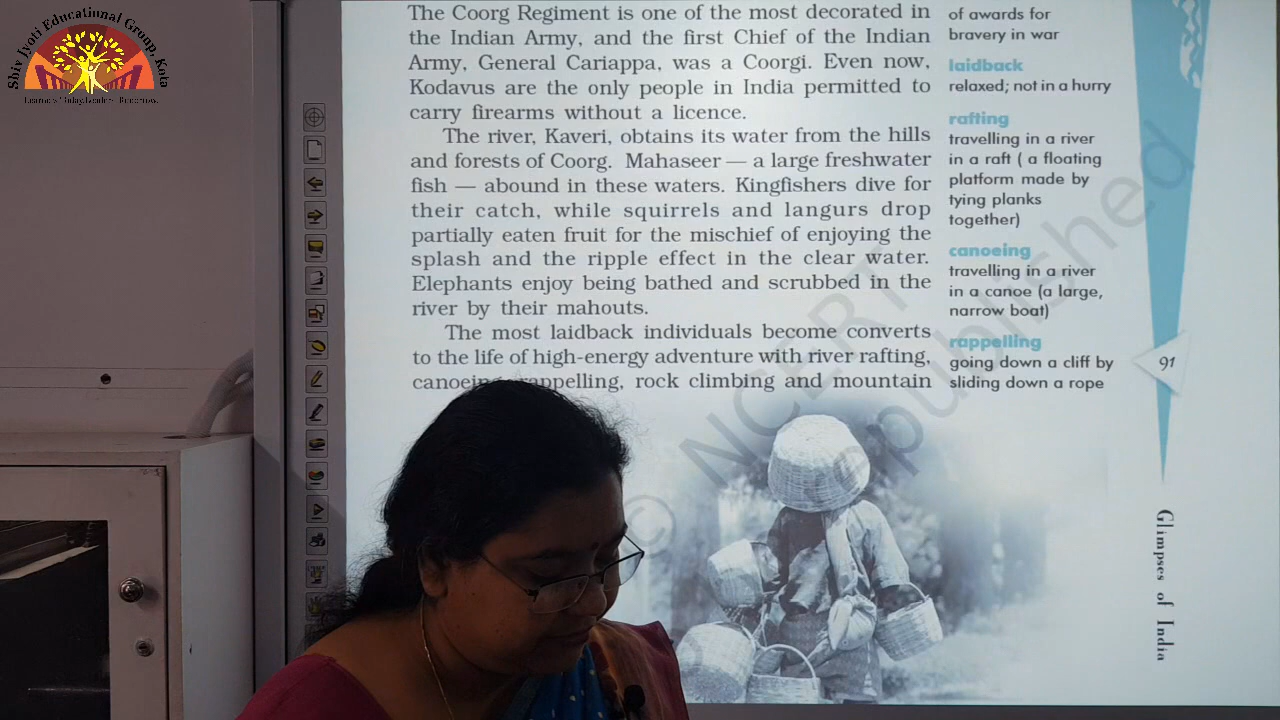 Shiv Jyoti Educational Group, Kota
The Coorg Regiment is one of the most decorated in
the Indian Army, and the first Chief of the Indian
Army, General Cariappa, was a Coorgi. Even now,
Kodavus are the only people in India permitted to
carry firearms without a licence.
The river, Kaveri, obtains its water from the hills
and forests of Coorg. Mahaseer — a large freshwater
fish — abound in these waters. Kingfishers dive for
their catch, while squirrels and langurs drop
partially eaten fruit for the mischief of enjoying the
splash and the ripple effect in the clear water.
Elephants enjoy being bathed and scrubbed in the
river by their mahouts.
The most laidback individuals become converts
to the life of high-energy adventure with river rafting,
canoeing, rappelling, rock climbing and mountain
of awards for
bravery in war
laidback
relaxed; not in a hurry
rafting
travelling in a river
in a raft ( a floating
platform made by
tying planks
together)
canoeing
travelling in a river
in a canoe (a large,
narrow boat)
rappelling
going down a cliff by
sliding down a rope
91
Glimpses of India
© NCERT
republished